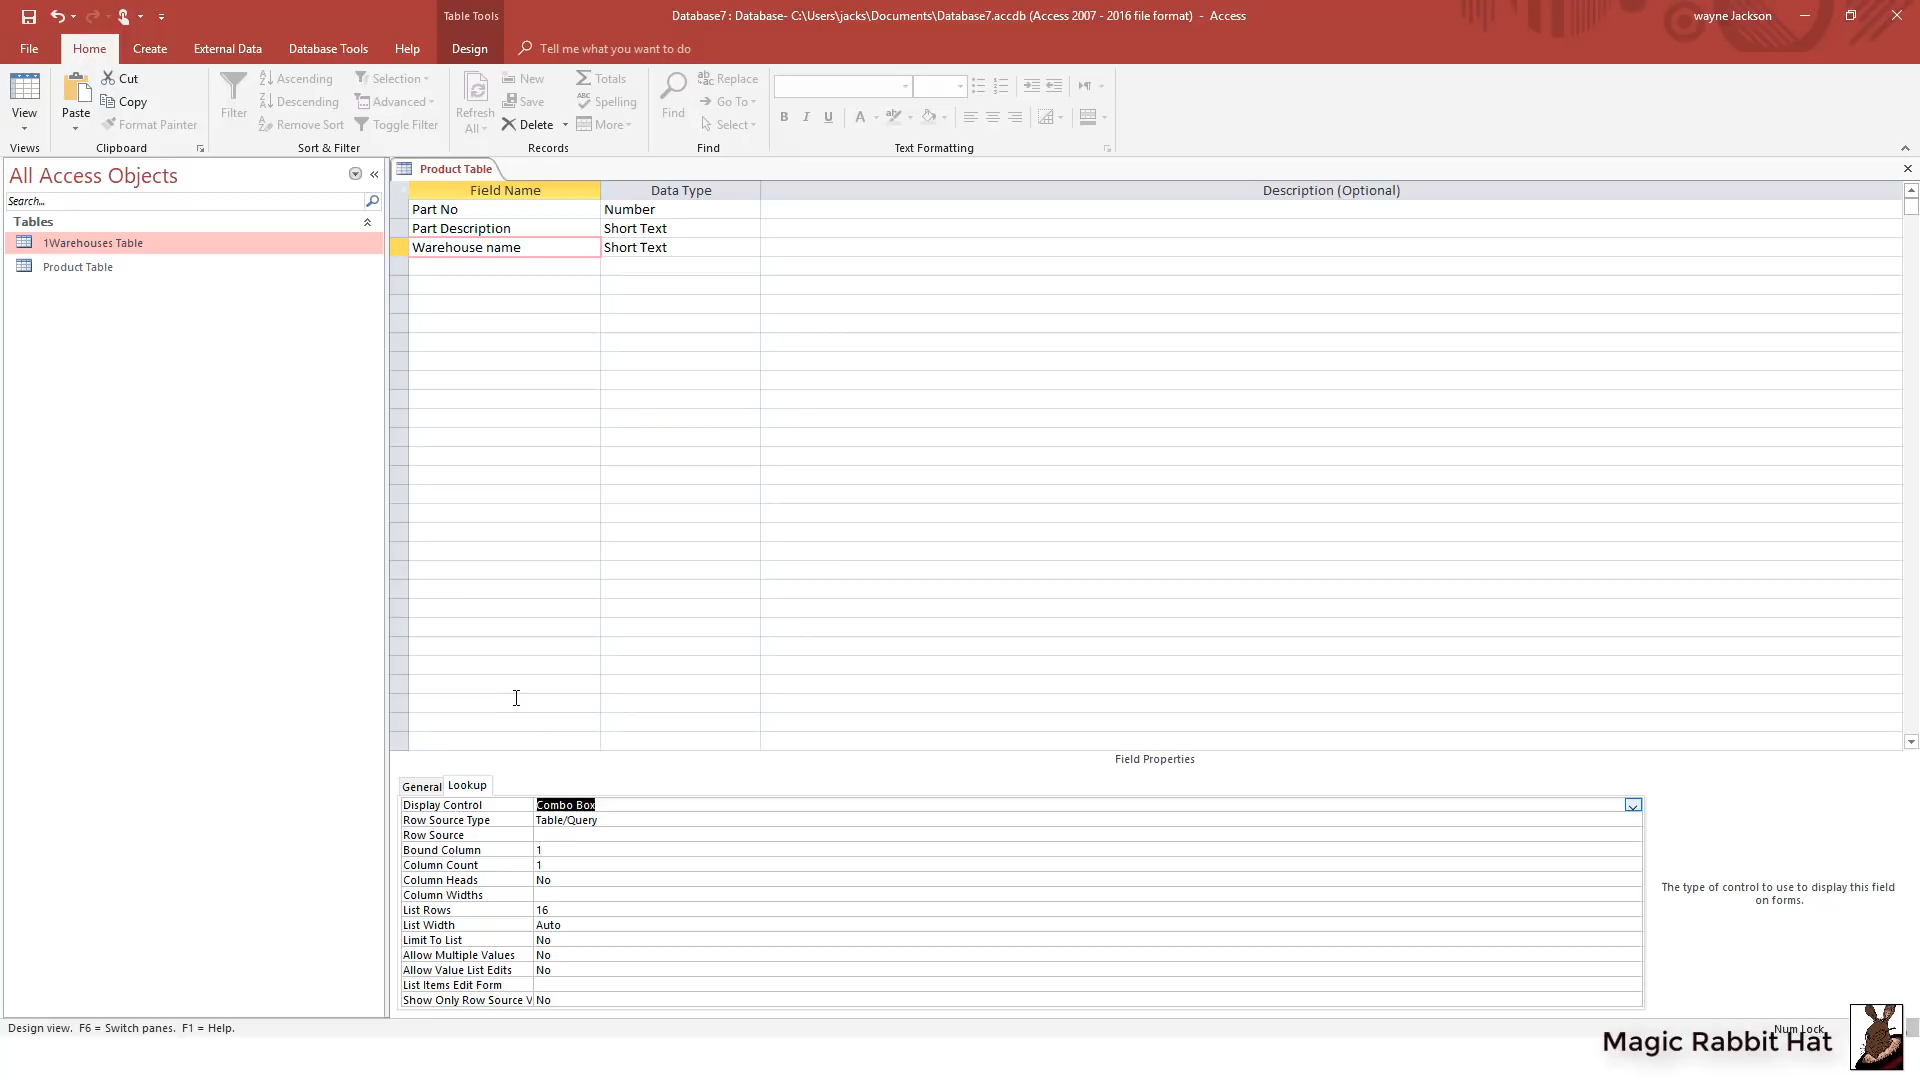 Table Tools
Database7 : Database- C:\Users\jacks\Documents\Database7.accdb (Access 2007 - 2016 file format)  -  Access
wayne Jackson
File
Home
Create
External Data
Database Tools
Help
Design
Tell me what you want to do
View
Views
Paste
Cut
Copy
Format Painter
Clipboard
Filter
Ascending
Descending
Remove Sort
Selection
Advanced
Toggle Filter
Sort & Filter
Refresh
All
New
Save
Delete
Totals
Spelling
More
Records
Find
Replace
Go To
Select
Find
B I U
A
Text Formatting
All Access Objects
Search...
Tables
1Warehouses Table
Product Table
Product Table
Field Name Data Type Description (Optional)
Part No Number
Part Description Short Text
Warehouse name Short Text
Field Properties
General Lookup
Display Control Combo Box
Row Source Type Table/Query
Row Source
Bound Column 1
Column Count 1
Column Heads No
Column Widths
List Rows 16
List Width Auto
Limit To List No
Allow Multiple Values No
Allow Value List Edits No
List Items Edit Form
Show Only Row Source V No
The type of control to use to display this field
on forms.
Design view.  F6 = Switch panes.  F1 = Help.
Num Lock
Magic Rabbit Hat